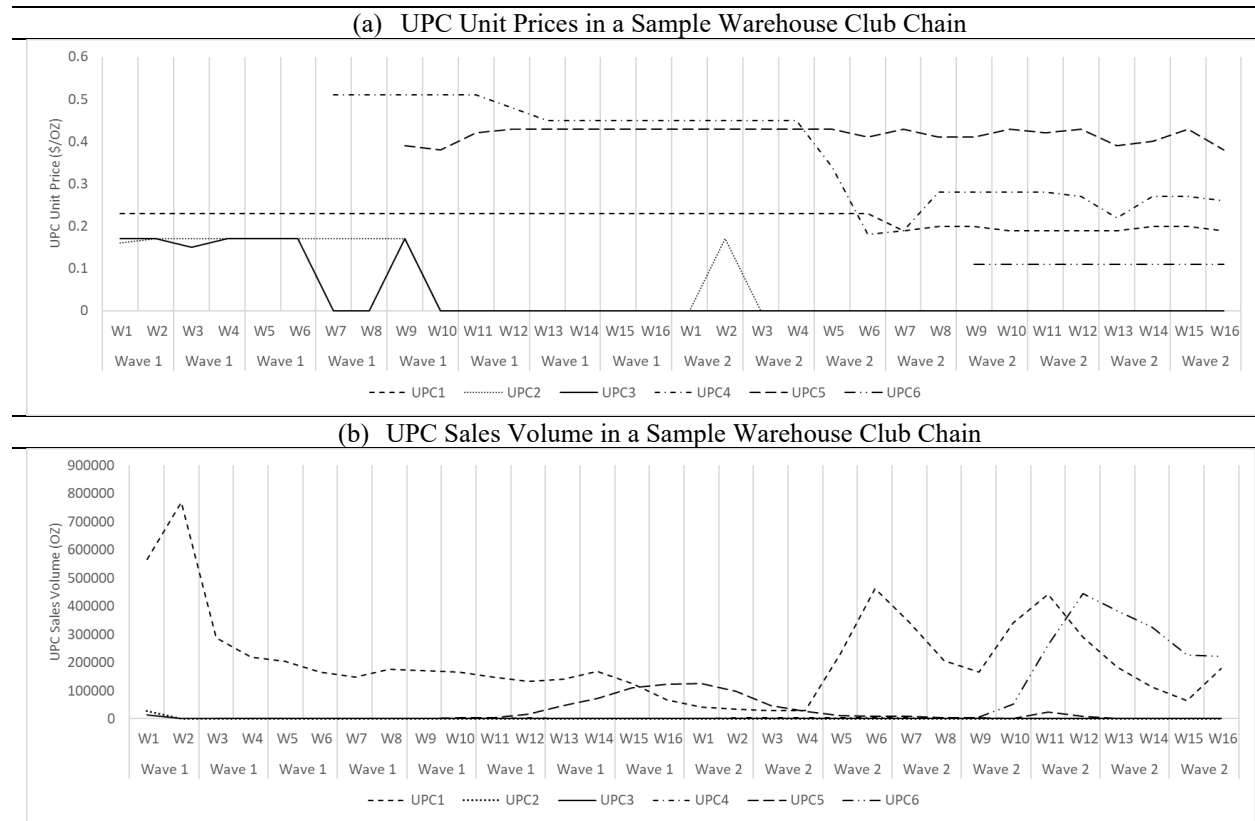 (a) UPC Unit Prices in a Sample Warehouse Club Chain
UPC Unit Price ($/OZ)
0.6
0.5
0.4
0.3
0.2
0.1
0
W1 W2 W3 W4 W5 W6 W7 W8 W9 W10 W11 W12 W13 W14 W15 W16 W1 W2 W3 W4 W5 W6 W7 W8 W9 W10 W11 W12 W13 W14 W15 W16
Wave 1 Wave 1 Wave 1 Wave 1 Wave 1 Wave 1 Wave 1 Wave 1 Wave 2 Wave 2 Wave 2 Wave 2 Wave 2 Wave 2 Wave 2 Wave 2
UPC1 UPC2 UPC3 UPC4 UPC5 UPC6
(b) UPC Sales Volume in a Sample Warehouse Club Chain
UPC Sales Volume (OZ)
900000
800000
700000
600000
500000
400000
300000
200000
100000
0
W1 W2 W3 W4 W5 W6 W7 W8 W9 W10 W11 W12 W13 W14 W15 W16 W1 W2 W3 W4 W5 W6 W7 W8 W9 W10 W11 W12 W13 W14 W15 W16
Wave 1 Wave 1 Wave 1 Wave 1 Wave 1 Wave 1 Wave 1 Wave 1 Wave 2 Wave 2 Wave 2 Wave 2 Wave 2 Wave 2 Wave 2 Wave 2
UPC1 UPC2 UPC3 UPC4 UPC5 UPC6